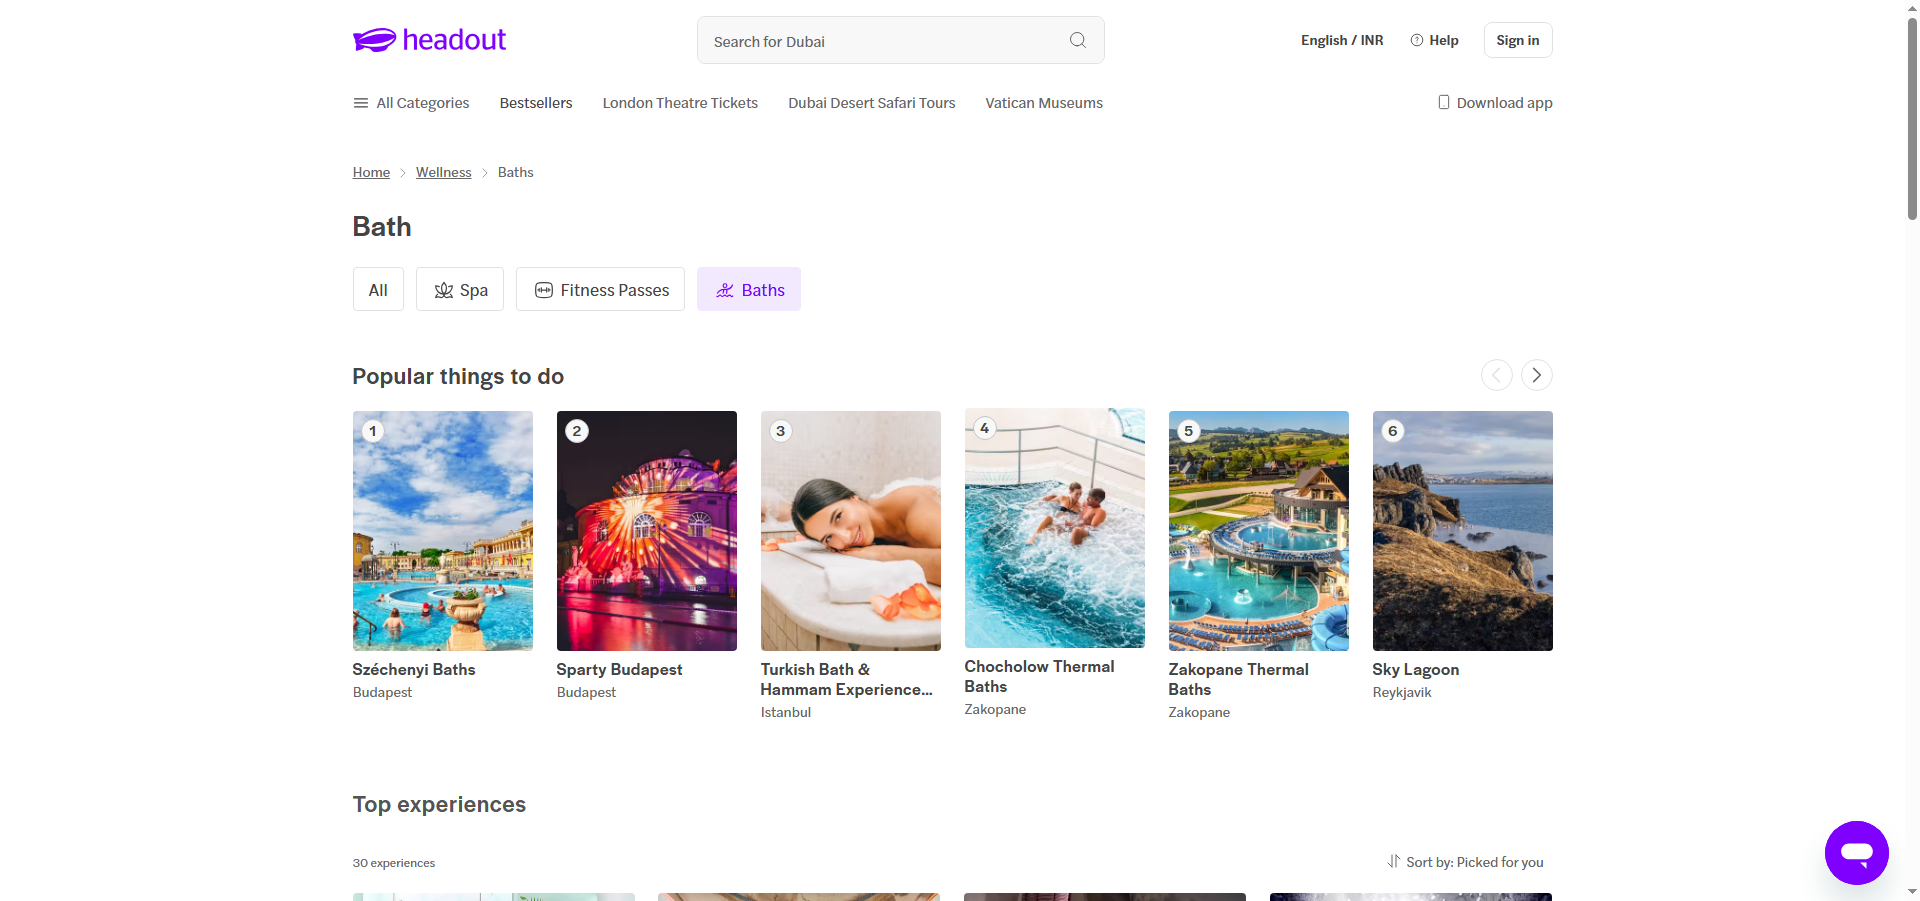 headout
Search for Dubai
English / INR
Help
Sign in
All Categories
Bestsellers
London Theatre Tickets
Dubai Desert Safari Tours
Vatican Museums
Download app
Home
Wellness
Baths
Bath
All
Spa
Fitness Passes
Baths
Popular things to do
1
2
3
4
5
6
Széchenyi Baths
Budapest
Sparty Budapest
Budapest
Turkish Bath &
Hammam Experience...
Istanbul
Chocholow Thermal
Baths
Zakopane
Zakopane Thermal
Baths
Zakopane
Sky Lagoon
Reykjavik
Top experiences
30 experiences
Sort by: Picked for you